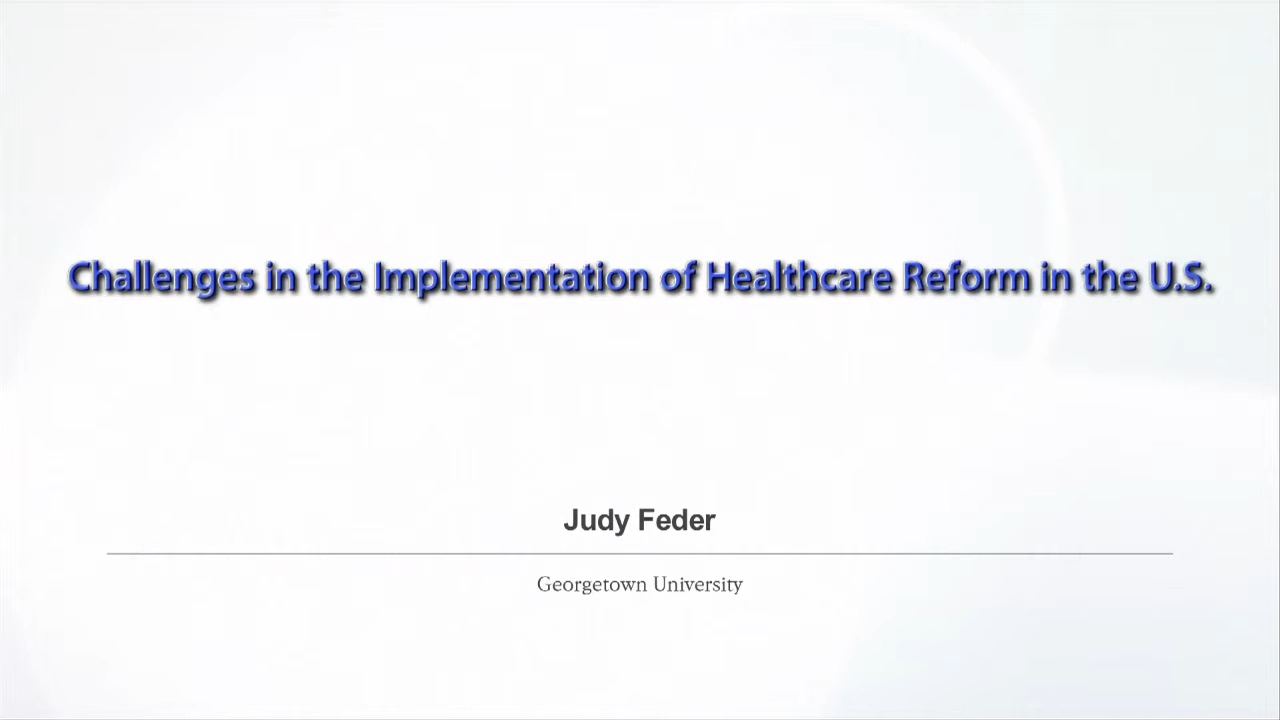 Challenges in the Implementation of Healthcare Reform in the U.S.
Judy Feder
Georgetown University